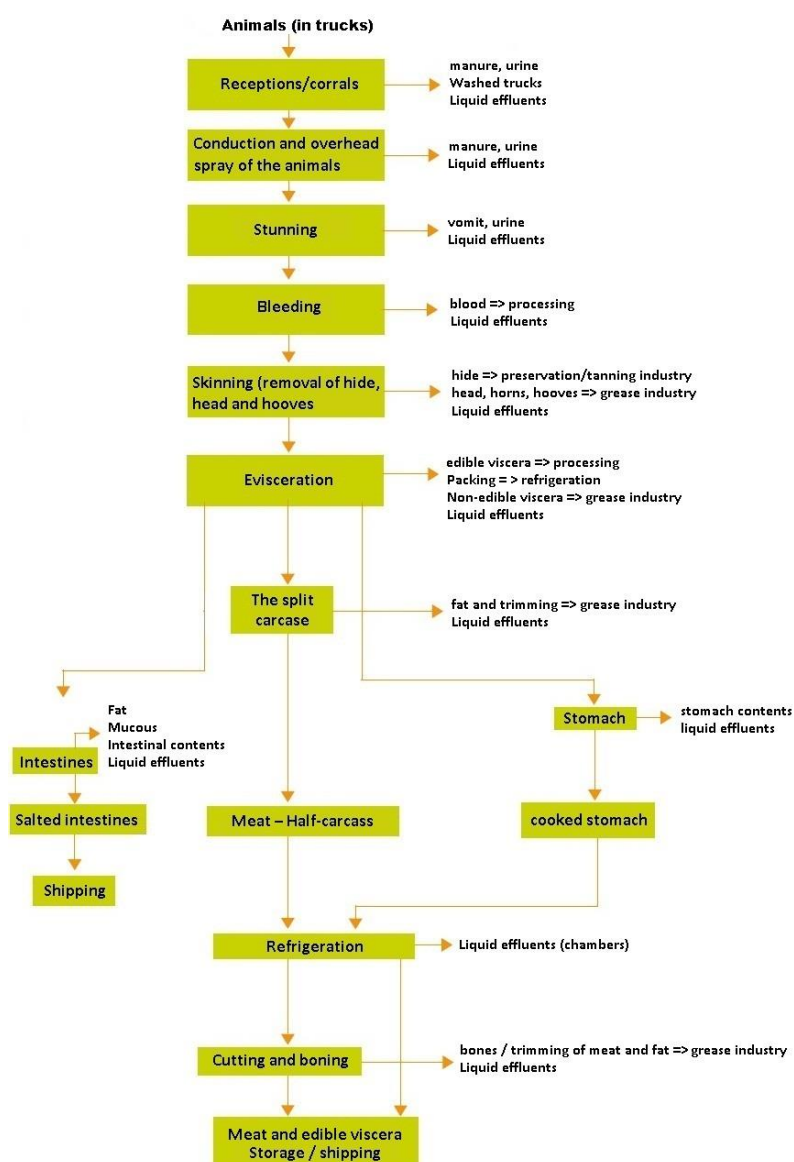 Animals (in trucks)
Receptions/corrals
manure, urine
Washed trucks
Liquid effluents
Conduction and overhead
spray of the animals
manure, urine
Liquid effluents
Stunning
vomit, urine
Liquid effluents
Bleeding
blood => processing
Liquid effluents
Skinning (removal of hide,
head and hooves
hide => preservation/tanning industry
head, horns, hooves => grease industry
Liquid effluents
Evisceration
edible viscera => processing
Packing = > refrigeration
Non-edible viscera => grease industry
Liquid effluents
The split
carcase
fat and trimming => grease industry
Liquid effluents
Fat
Mucous
Intestinal contents
Liquid effluents
Intestines
Stomach
stomach contents
liquid effluents
Salted intestines
Meat – Half-carcass
cooked stomach
Shipping
Refrigeration
Liquid effluents (chambers)
Cutting and boning
bones / trimming of meat and fat => grease industry
Liquid effluents
Meat and edible viscera
Storage / shipping